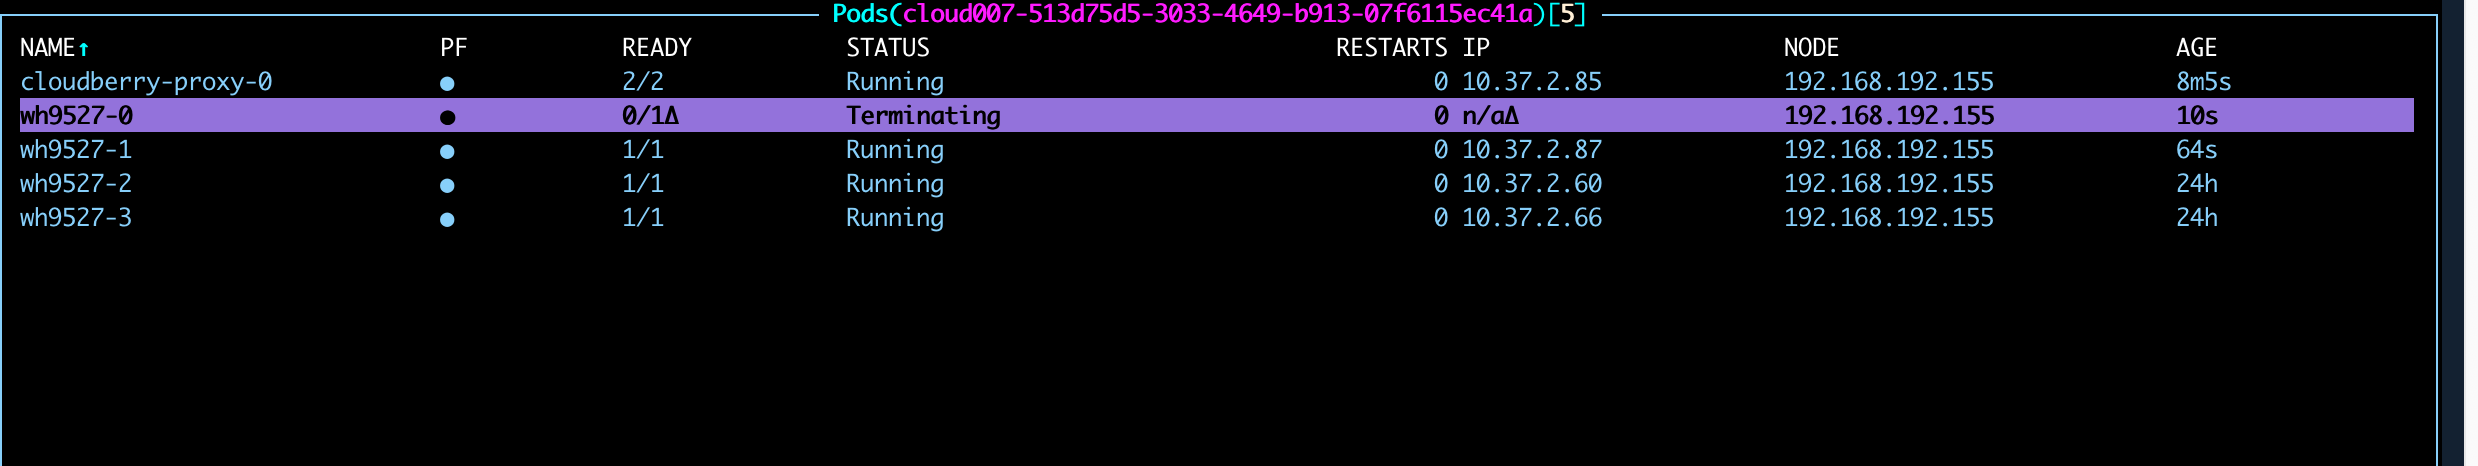 Pods(cloud007-513d75d5-3033-4649-b913-07f6115ec41a)[5]
NAME↑ PF READY STATUS RESTARTS IP NODE AGE
cloudberry-proxy-0 ● 2/2 Running 0 10.37.2.85 192.168.192.155 8m5s
wh9527-0 ● 0/1Δ Terminating 0 n/aΔ 192.168.192.155 10s
wh9527-1 ● 1/1 Running 0 10.37.2.87 192.168.192.155 64s
wh9527-2 ● 1/1 Running 0 10.37.2.60 192.168.192.155 24h
wh9527-3 ● 1/1 Running 0 10.37.2.66 192.168.192.155 24h